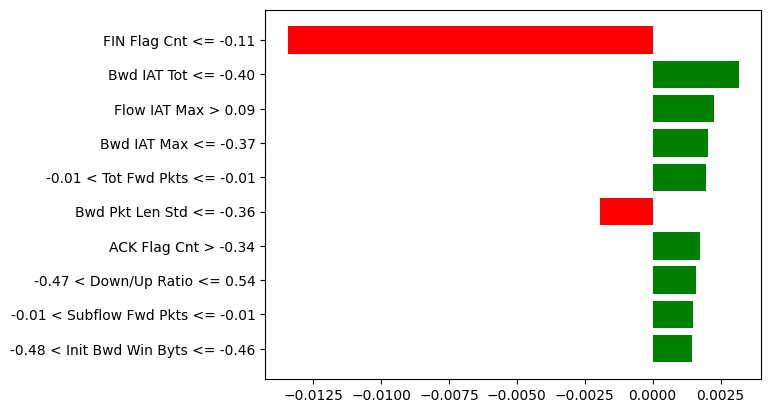 FIN Flag Cnt <= -0.11
Bwd IAT Tot <= -0.40
Flow IAT Max > 0.09
Bwd IAT Max <= -0.37
-0.01 < Tot Fwd Pkts <= -0.01
Bwd Pkt Len Std <= -0.36
ACK Flag Cnt > -0.34
-0.47 < Down/Up Ratio <= 0.54
-0.01 < Subflow Fwd Pkts <= -0.01
-0.48 < Init Bwd Win Byts <= -0.46
−0.0125 −0.0100 −0.0075 −0.0050 −0.0025 0.0000 0.0025